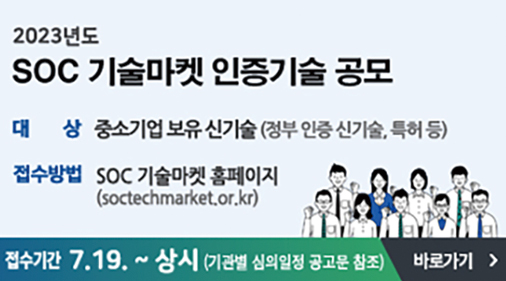 2023년도
SOC 기술마켓 인증기술 공모
대 상 중소기업 보유 신기술 (정부 인증 신기술, 특허 등)
접수방법 SOC 기술마켓 홈페이지
(soctechmarket.or.kr)
접수기간 7.19. ~ 상시 (기관별 심의일정 공고문 참조) 바로가기 >